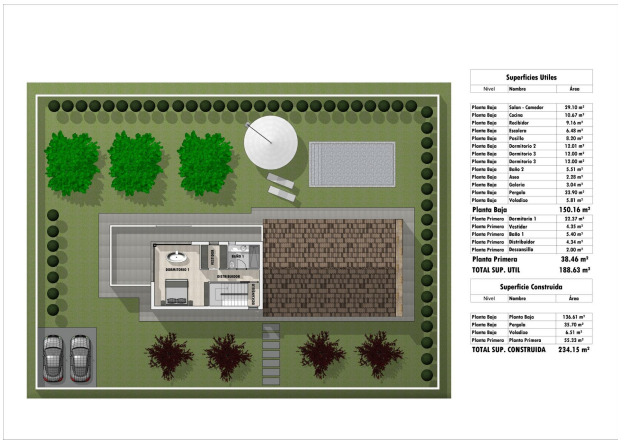 Superficies Utiles
Nivel Nombre Área
Planta Baja Salon - Comedor 29.10 m²
Planta Baja Cocina 10.67 m²
Planta Baja Recibidor 9.16 m²
Planta Baja Escalera 6.48 m²
Planta Baja Pasillo 8.20 m²
Planta Baja Dormitorio 2 12.01 m²
Planta Baja Dormitorio 3 12.00 m²
Planta Baja Dormitorio 3 12.00 m²
Planta Baja Baño 2 5.51 m²
Planta Baja Aseo 2.28 m²
Planta Baja Galeria 3.04 m²
Planta Baja Pergola 33.90 m²
Planta Baja Voladizo 5.81 m²
Planta Baja 150.16 m²
Planta Primera Dormitorio 1 22.37 m²
Planta Primera Vestidor 4.35 m²
Planta Primera Baño 1 5.40 m²
Planta Primera Distribuidor 4.34 m²
Planta Primera Descansillo 2.00 m²
Planta Primera 38.46 m²
TOTAL SUP. UTIL 188.63 m²
Superficie Construida
Nivel Nombre Área
Planta Baja Planta Baja 136.61 m²
Planta Baja Pergola 35.70 m²
Planta Baja Voladizo 6.51 m²
Planta Primera Planta Primera 55.33 m²
TOTAL SUP. CONSTRUIDA 234.15 m²
DORMITORIO 1
VESTIDOR
BAÑO 1
DISTRIBUIDOR
DESCANSILLO